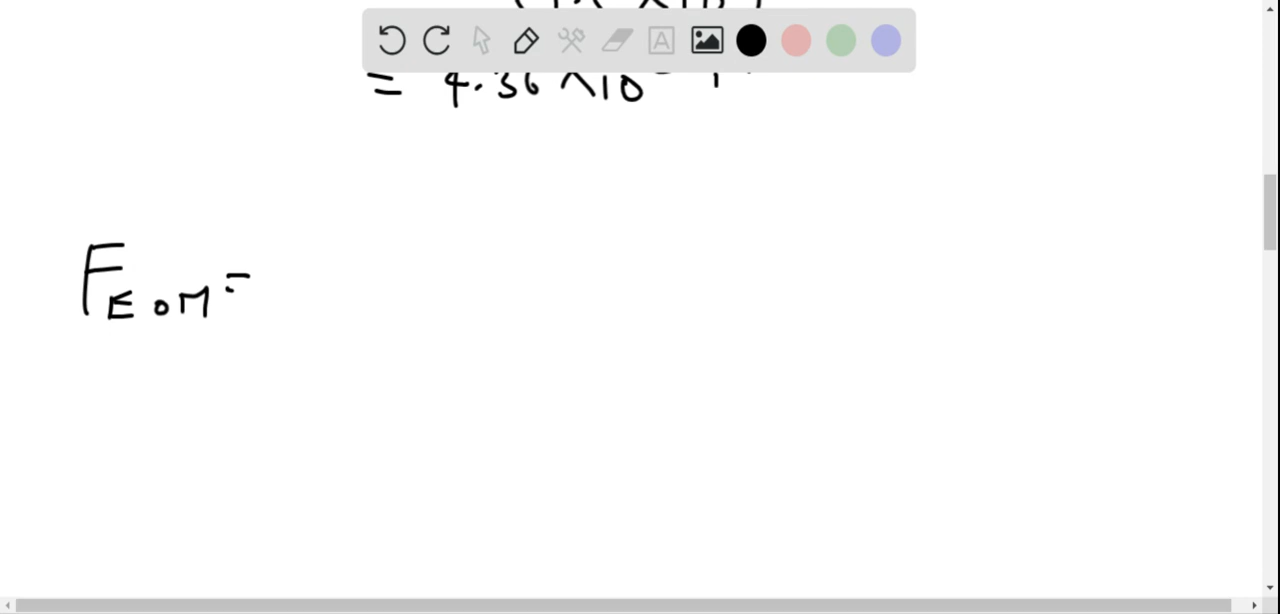 = 4.36 ×10
F_EOM =